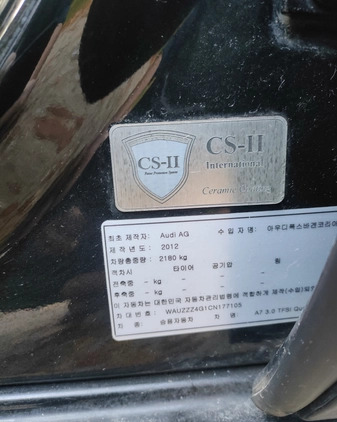 CS-II
CS-II
International
Ceramic Coating
최초 제작자: Audi AG 수 입 자 명: 아우디폭스바겐코리아
제 작 년 도: 2012
차량총중량: 2180 kg
적차시 타이어 공기압 림
전축중 - kg
후축중 - kg
이 자동차는 대한민국 자동차관리법령에 적합하게 제작(수입)되었
차 대 번 호: WAUZZZ4G1CN177105
차 종: 승용자동차 A7 3.0 TFSI Qu